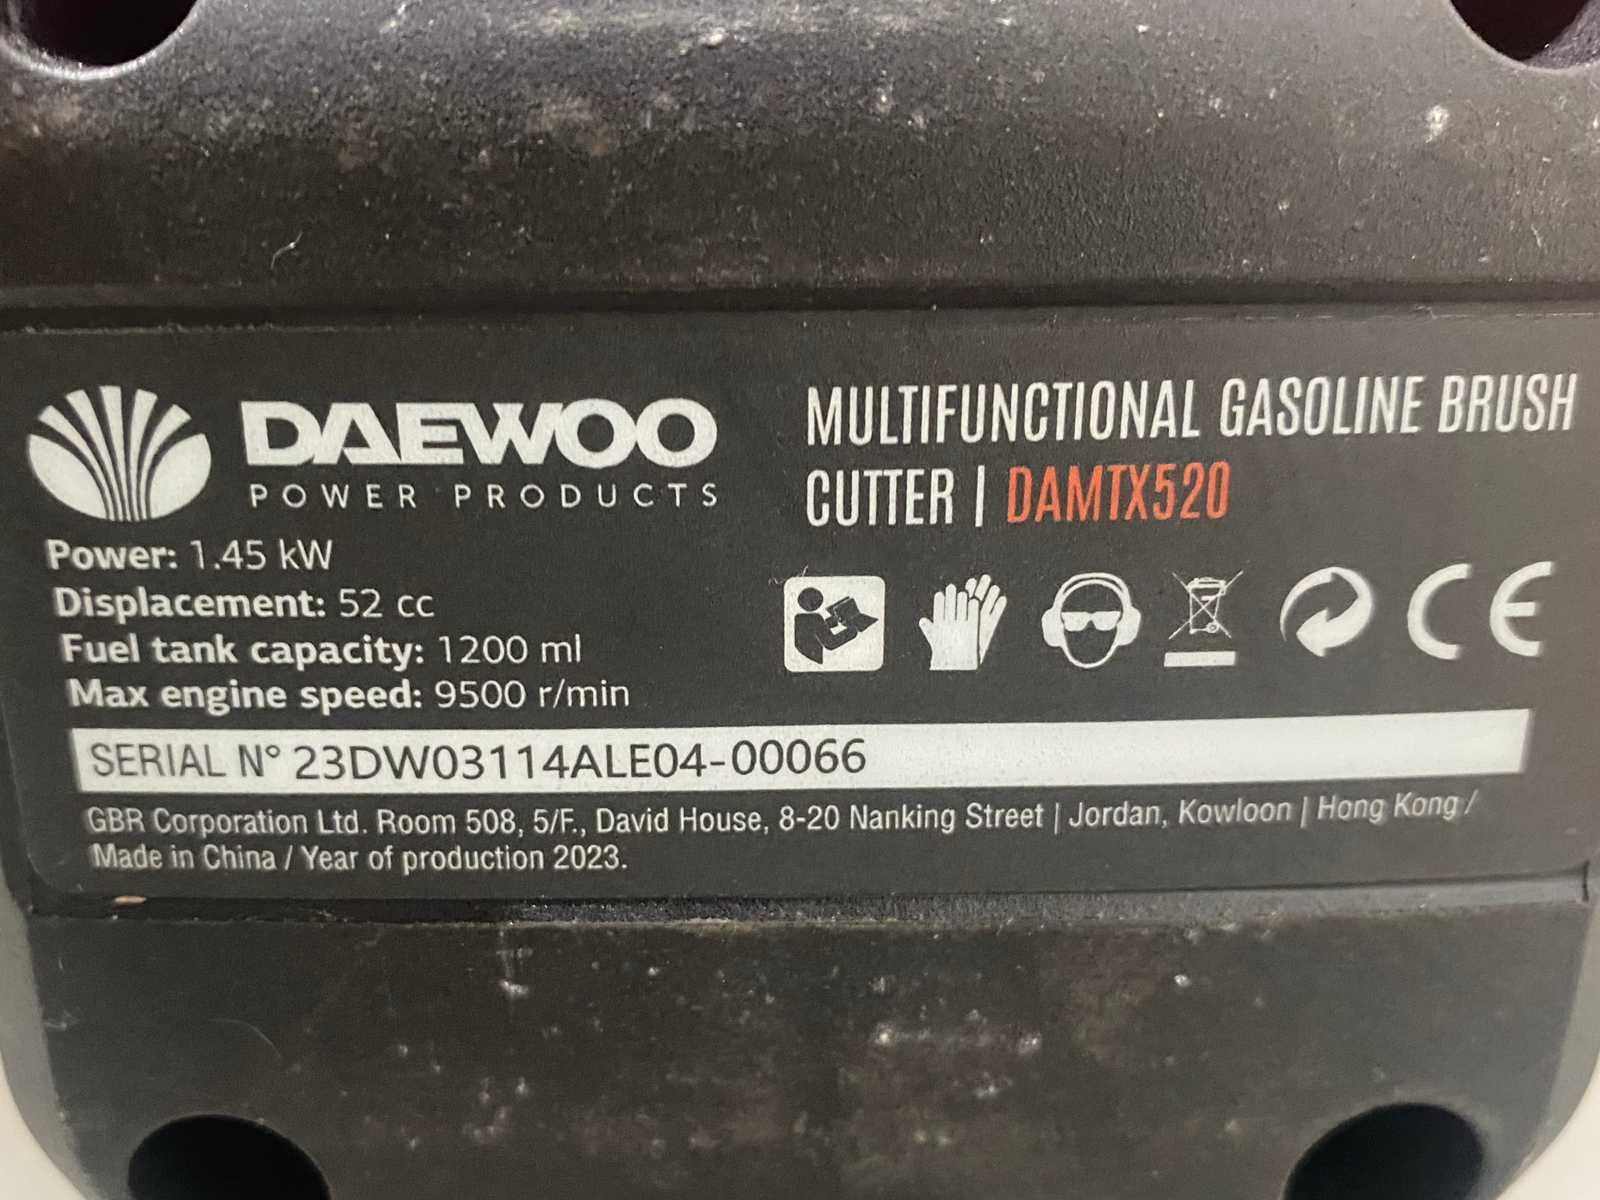 DAEWOO
POWER PRODUCTS
MULTIFUNCTIONAL GASOLINE BRUSH
CUTTER | DAMTX520
Power: 1.45 kW
Displacement: 52 cc
Fuel tank capacity: 1200 ml
Max engine speed: 9500 r/min
CE
SERIAL N° 23DW03114ALE04-00066
GBR Corporation Ltd. Room 508, 5/F., David House, 8-20 Nanking Street | Jordan, Kowloon | Hong Kong /
Made in China / Year of production 2023.